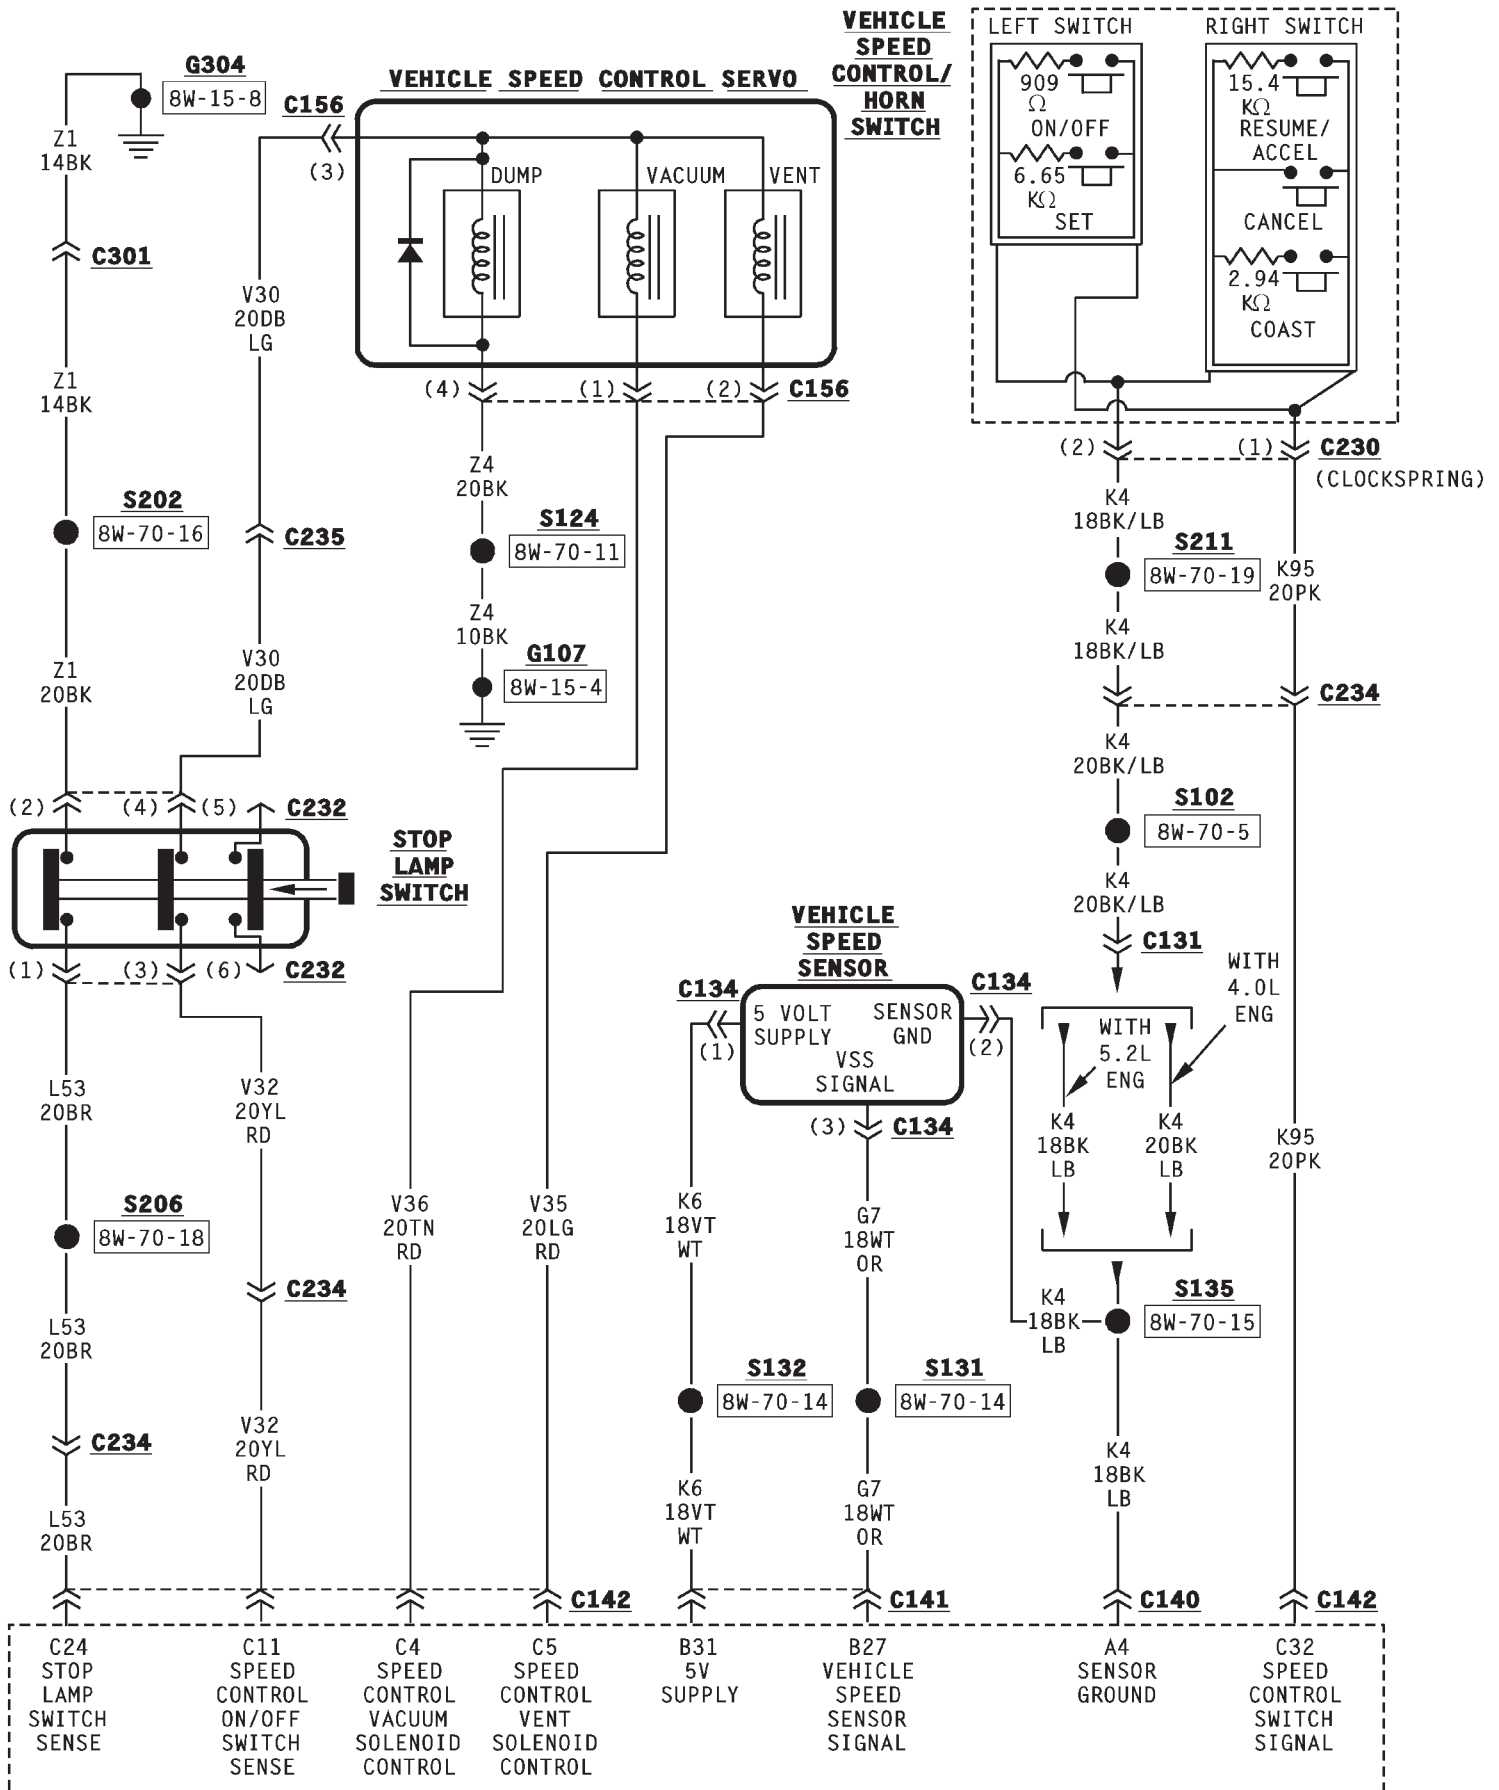 VEHICLE
SPEED
CONTROL/
HORN
SWITCH
LEFT SWITCH
909
Ω
ON/OFF
6.65
KΩ
SET
RIGHT SWITCH
15.4
KΩ
RESUME/
ACCEL
CANCEL
2.94
KΩ
COAST
G304
8W-15-8
Z1
14BK
C301
Z1
14BK
S202
8W-70-16
Z1
20BK
C156
(3)
VEHICLE SPEED CONTROL SERVO
DUMP
VACUUM
VENT
V30
20DB
LG
C235
V30
20DB
LG
(4)
(1)
(2)
C156
Z4
20BK
S124
8W-70-11
Z4
10BK
G107
8W-15-4
(2)
(1)
C230
(CLOCKSPRING)
K4
18BK/LB
S211
8W-70-19
K95
20PK
K4
18BK/LB
C234
K4
20BK/LB
S102
8W-70-5
K4
20BK/LB
C131
(2)
(4)
(5)
C232
STOP
LAMP
SWITCH
(1)
(3)
(6)
C232
VEHICLE
SPEED
SENSOR
C134
(1)
5 VOLT
SUPPLY
SENSOR
GND
VSS
SIGNAL
C134
(2)
(3)
C134
WITH
5.2L
ENG
WITH
4.0L
ENG
L53
20BR
V32
20YL
RD
K4
18BK
LB
K4
20BK
LB
K95
20PK
S206
8W-70-18
V36
20TN
RD
V35
20LG
RD
K6
18VT
WT
G7
18WT
OR
C234
L53
20BR
K4
18BK
LB
S135
8W-70-15
S132
8W-70-14
S131
8W-70-14
C234
V32
20YL
RD
K4
18BK
LB
L53
20BR
K6
18VT
WT
G7
18WT
OR
C142
C141
C140
C142
C24
STOP
LAMP
SWITCH
SENSE
C11
SPEED
CONTROL
ON/OFF
SWITCH
SENSE
C4
SPEED
CONTROL
VACUUM
SOLENOID
CONTROL
C5
SPEED
CONTROL
VENT
SOLENOID
CONTROL
B31
5V
SUPPLY
B27
VEHICLE
SPEED
SENSOR
SIGNAL
A4
SENSOR
GROUND
C32
SPEED
CONTROL
SWITCH
SIGNAL